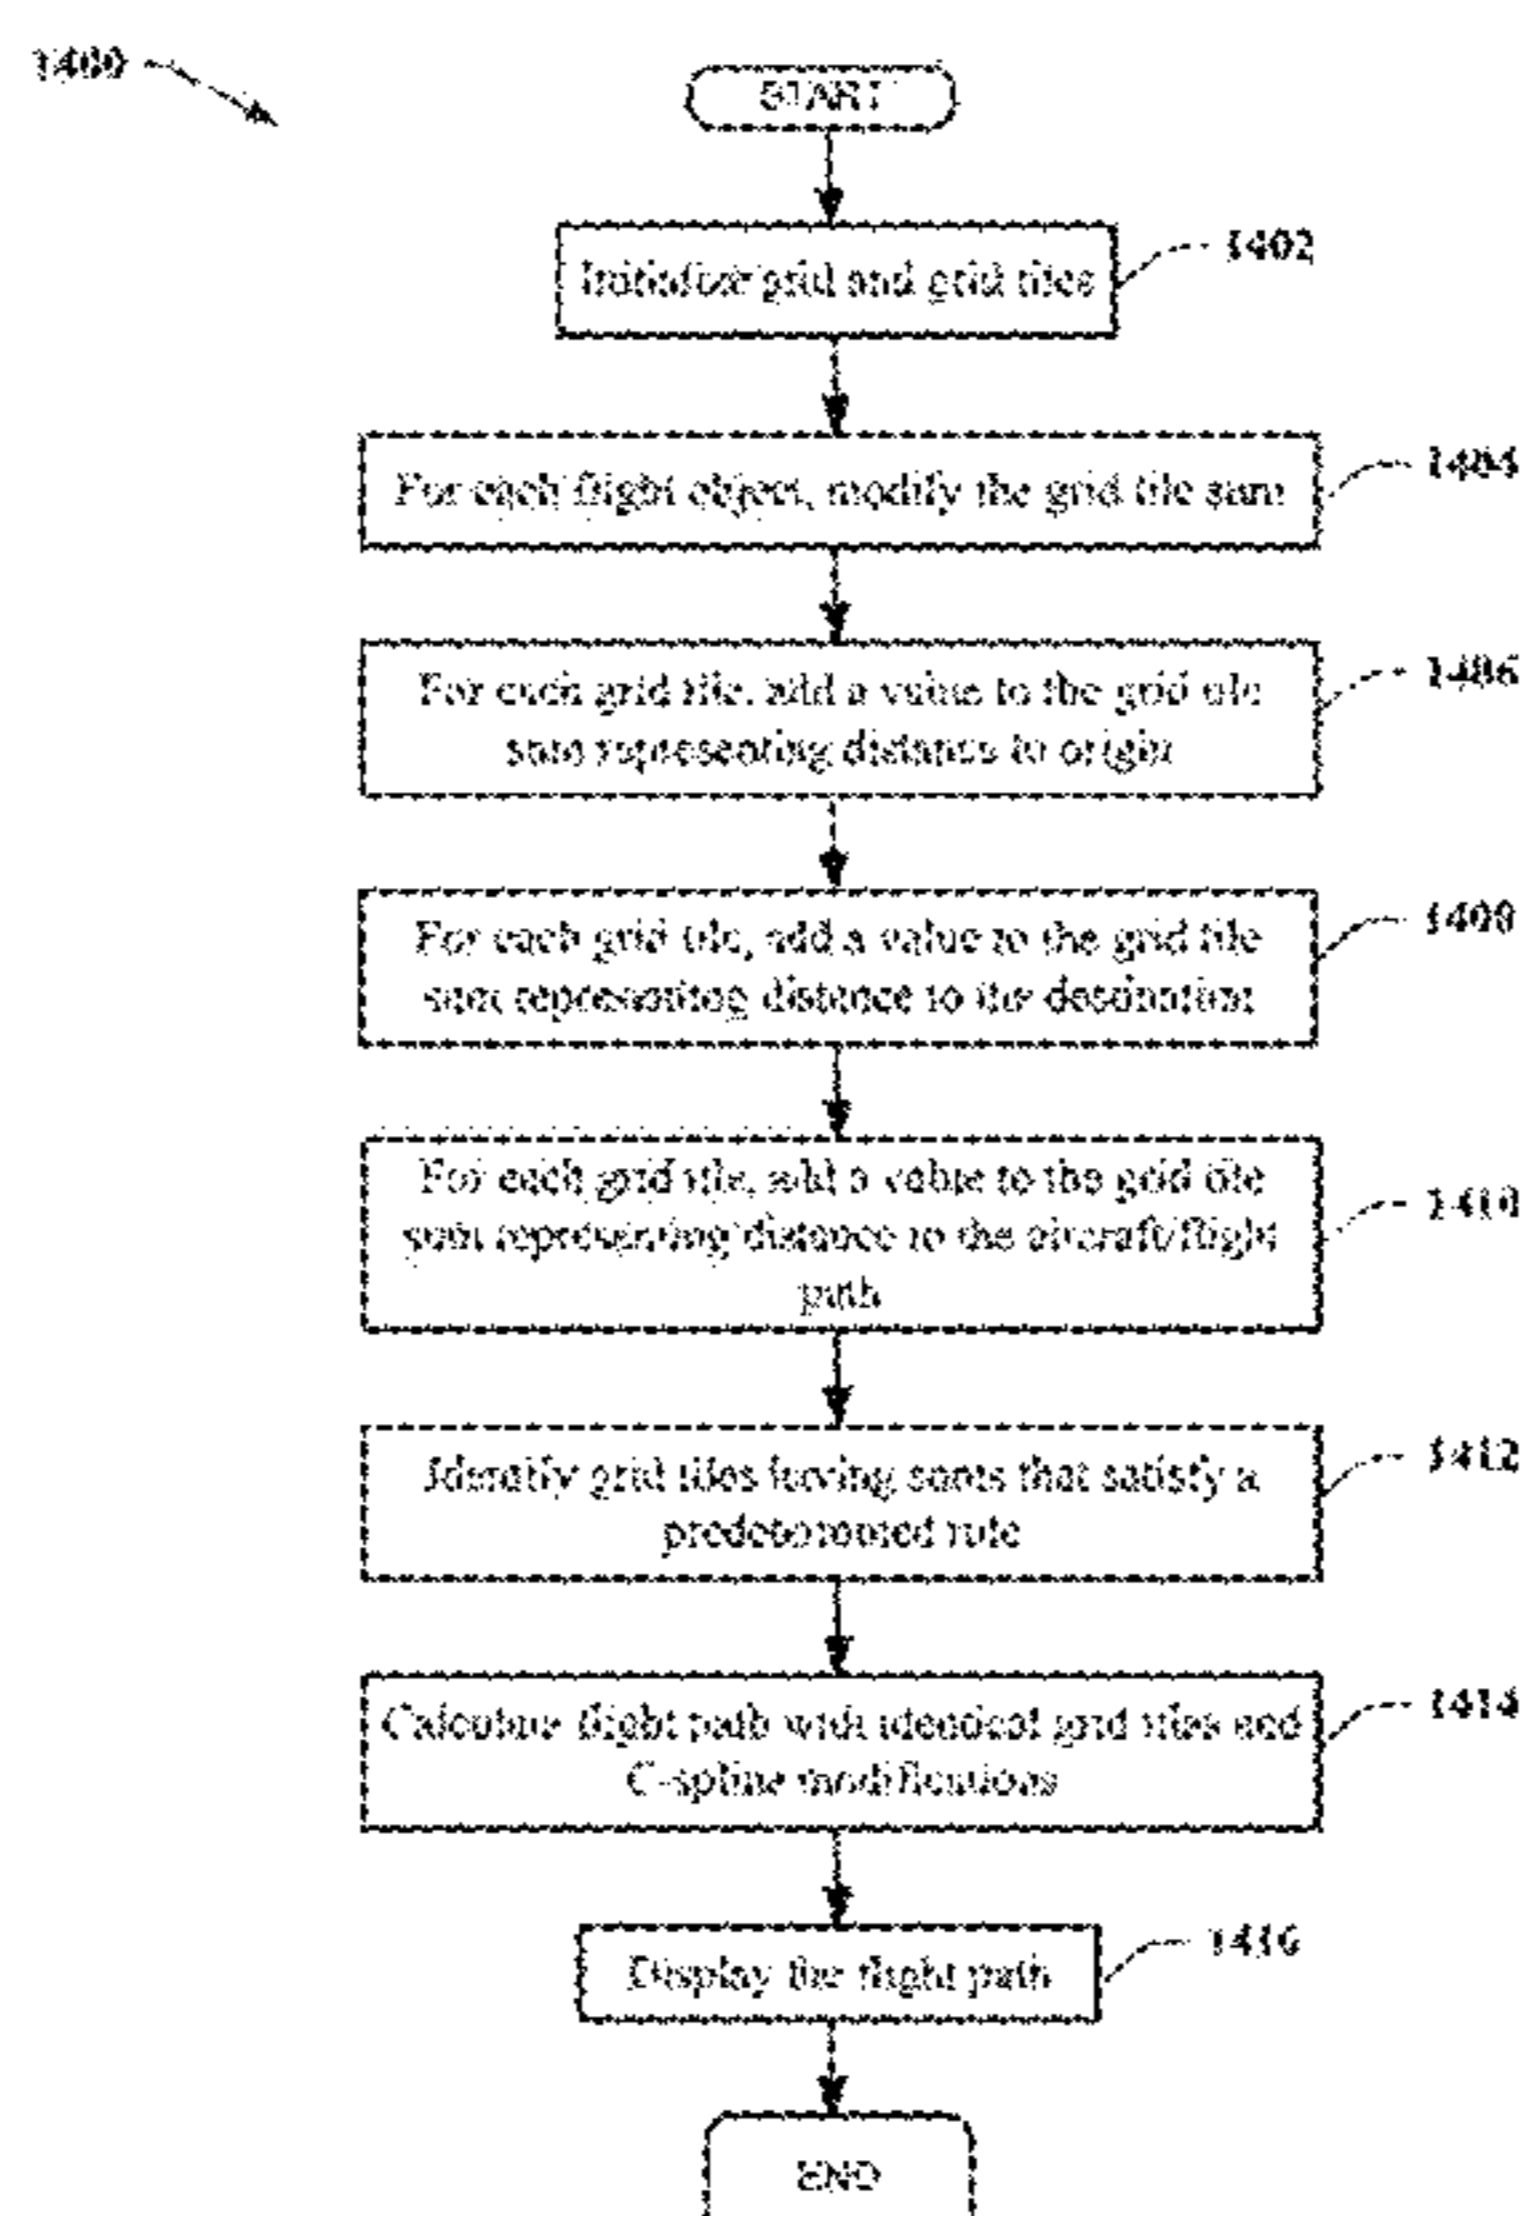 1400
START
Initialize grid and grid tiles
1402
For each flight object, modify the grid tile sum
1404
For each grid tile, add a value to the grid tile
sum representing distance to origin
1406
For each grid tile, add a value to the grid tile
sum representing distance to the destination
1408
For each grid tile, add a value to the grid tile
sum representing distance to the aircraft/flight
path
1410
Identify grid tiles having sums that satisfy a
predetermined rule
1412
Calculate flight path with identical grid tiles and
C-spline modifications
1414
Display the flight path
1416
END